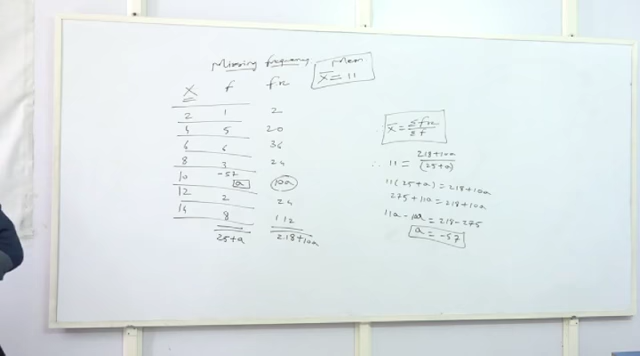 Missing frequency
Mean
X̄ = 11
X f fx
2 1 2
4 5 20
6 6 36
8 3 24
-57
10 a 10a
12 2 24
14 8 112
25+a 218+10a
X̄ = Σfx/Σf
∴ 11 = 218+10a/(25+a)
11(25+a) = 218+10a
275+11a = 218+10a
11a-10a = 218-275
a = -57